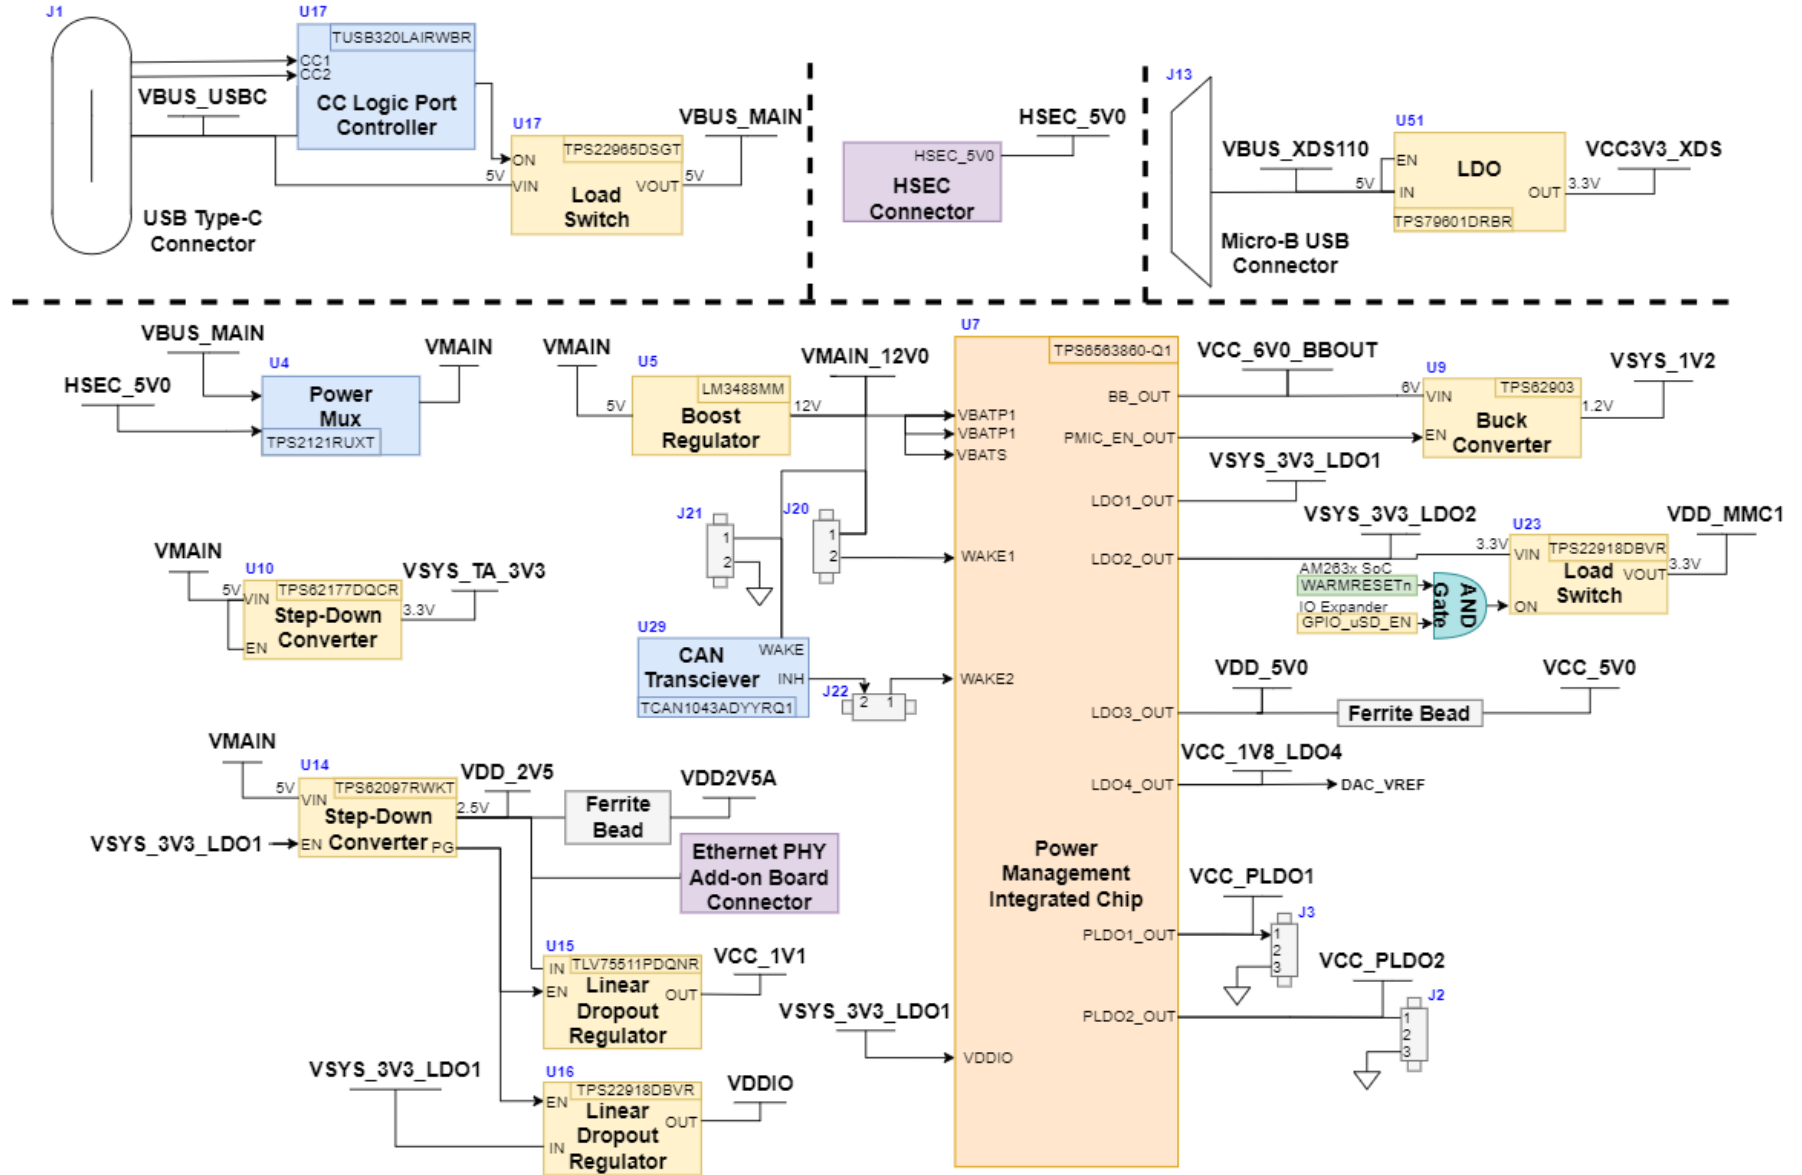 J1
U17
TUSB320LAIRWBR
CC1
CC2
CC Logic Port
Controller
VBUS_USBC
USB Type-C
Connector
U17
TPS22965DSGT
ON
5V
VIN
VOUT
5V
Load
Switch
VBUS_MAIN
HSEC_5V0
HSEC_5V0
HSEC
Connector
J13
Micro-B USB
Connector
VBUS_XDS110
5V
U51
EN
LDO
IN
OUT
TPS79601DRBR
3.3V
VCC3V3_XDS
VBUS_MAIN
HSEC_5V0
U4
Power
Mux
TPS2121RUXT
VMAIN
VMAIN
5V
U5
LM3488MM
Boost
Regulator
12V
VMAIN_12V0
U7
TPS6563860-Q1
VBATP1
VBATP1
VBATS
WAKE1
WAKE2
VDDIO
BB_OUT
PMIC_EN_OUT
LDO1_OUT
LDO2_OUT
LDO3_OUT
LDO4_OUT
PLDO1_OUT
PLDO2_OUT
Power
Management
Integrated Chip
VCC_6V0_BBOUT
6V
U9
TPS62903
VIN
EN
Buck
Converter
1.2V
VSYS_1V2
VSYS_3V3_LDO1
VSYS_3V3_LDO2
3.3V
U23
TPS22918DBVR
VIN
Load
Switch
VOUT
ON
3.3V
VDD_MMC1
AM263x SoC
WARMRESETn
IO Expander
GPIO_uSD_EN
AND
Gate
J21
1
2
J20
1
2
VMAIN
5V
U10
TPS62177DQCR
VIN
Step-Down
Converter
EN
3.3V
VSYS_TA_3V3
U29
WAKE
CAN
Transciever
INH
TCAN1043ADYYRQ1
J22
2
1
VDD_5V0
Ferrite Bead
VCC_5V0
VCC_1V8_LDO4
DAC_VREF
VMAIN
5V
U14
TPS62097RWKT
VIN
Step-Down
Converter
EN
PG
VSYS_3V3_LDO1
2.5V
VDD_2V5
Ferrite
Bead
VDD2V5A
Ethernet PHY
Add-on Board
Connector
U15
TLV75511PDQNR
IN
EN
OUT
Linear
Dropout
Regulator
VCC_1V1
VSYS_3V3_LDO1
U16
TPS22918DBVR
EN
IN
OUT
Linear
Dropout
Regulator
VDDIO
VSYS_3V3_LDO1
VCC_PLDO1
J3
1
2
3
VCC_PLDO2
J2
1
2
3